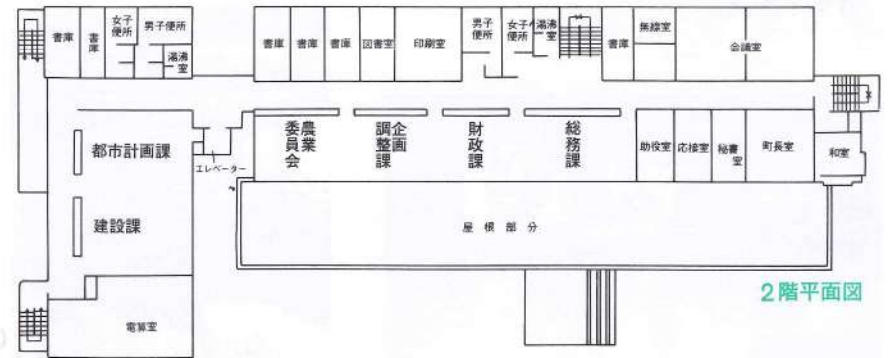 書庫
書庫
女子便所
男子便所
湯沸室
書庫
書庫
書庫
図書室
印刷室
男子便所
女子便所
湯沸室
書庫
無線室
会議室
都市計画課
エレベーター
農業委員会
企画調整課
財政課
総務課
助役室
応接室
秘書室
町長室
和室
建設課
屋根部分
電算室
2階平面図